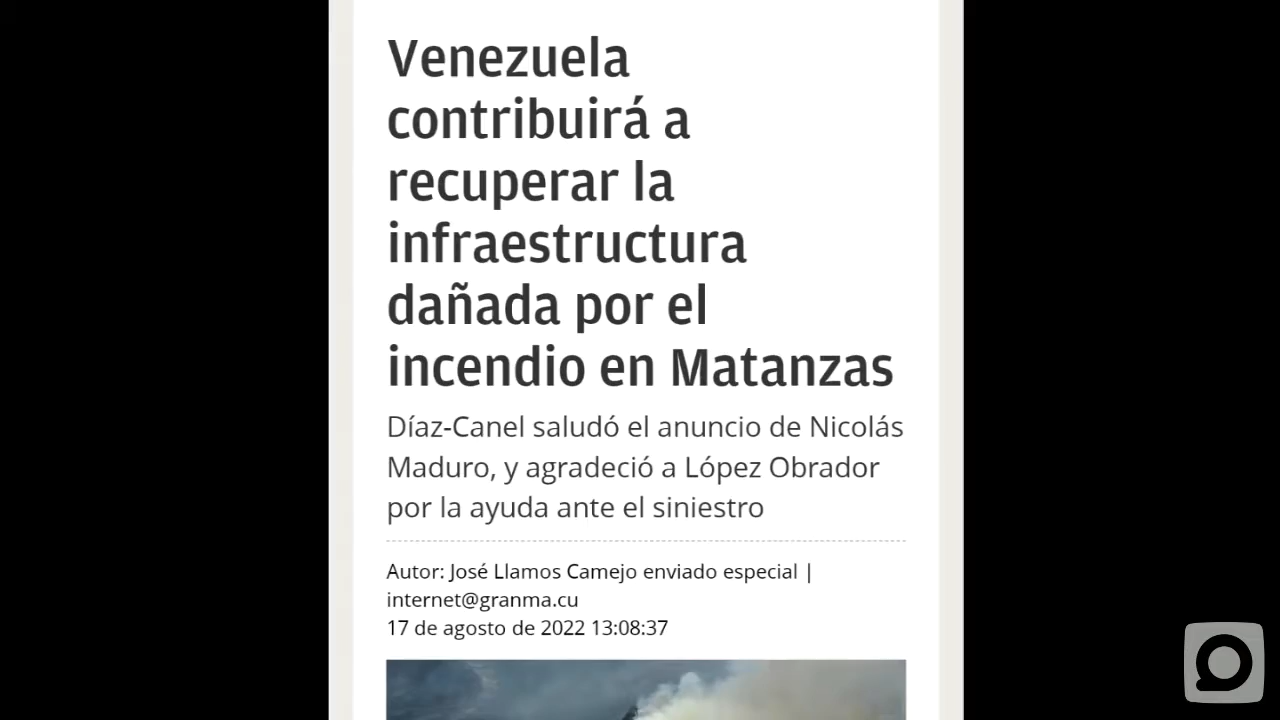 Venezuela
contribuirá a
recuperar la
infraestructura
dañada por el
incendio en Matanzas
Díaz-Canel saludó el anuncio de Nicolás
Maduro, y agradeció a López Obrador
por la ayuda ante el siniestro
Autor: José Llamos Camejo enviado especial |
internet@granma.cu
17 de agosto de 2022 13:08:37